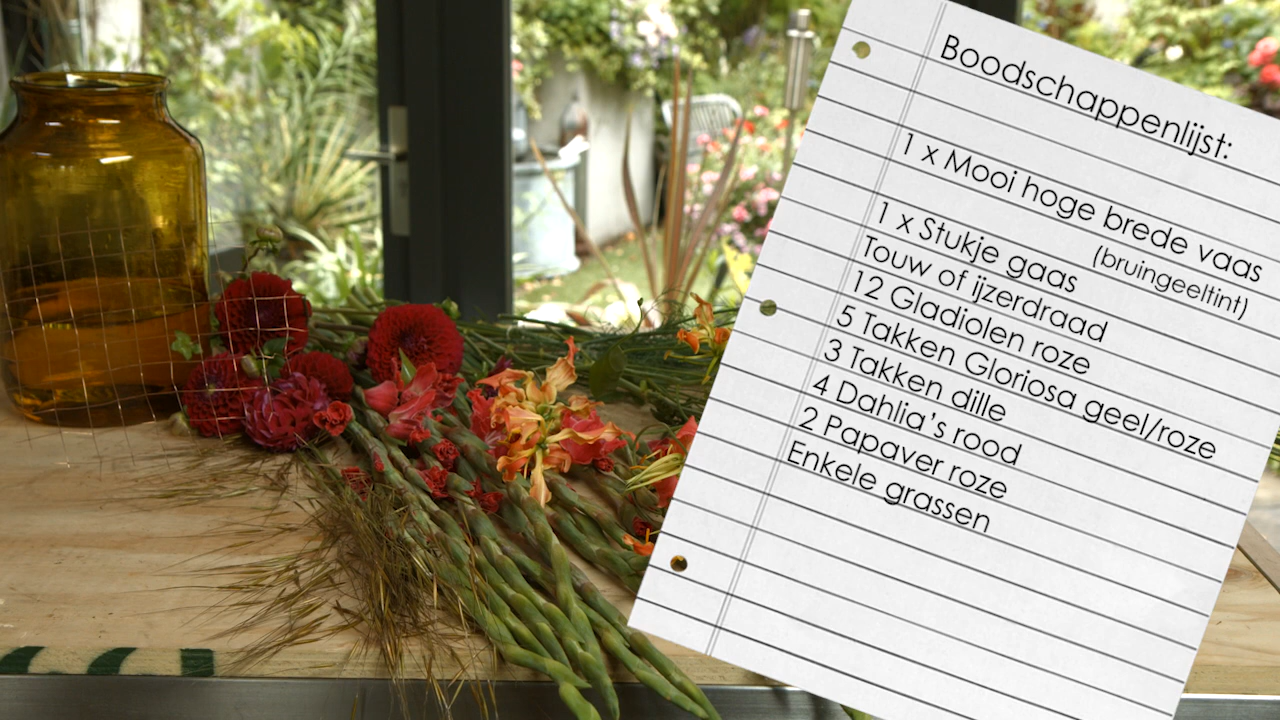 Boodschappenlijst:
1 x Mooi hoge brede vaas
(bruingeeltint)
1 x Stukje gaas
Touw of ijzerdraad
12 Gladiolen roze
5 Takken Gloriosa geel/roze
3 Takken dille
4 Dahlia's rood
2 Papaver roze
Enkele grassen